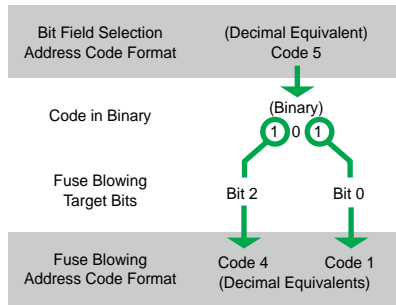 Bit Field Selection
Address Code Format
(Decimal Equivalent)
Code 5
Code in Binary
(Binary)
1 0 1
Fuse Blowing
Target Bits
Bit 2
Bit 0
Fuse Blowing
Address Code Format
Code 4
Code 1
(Decimal Equivalents)